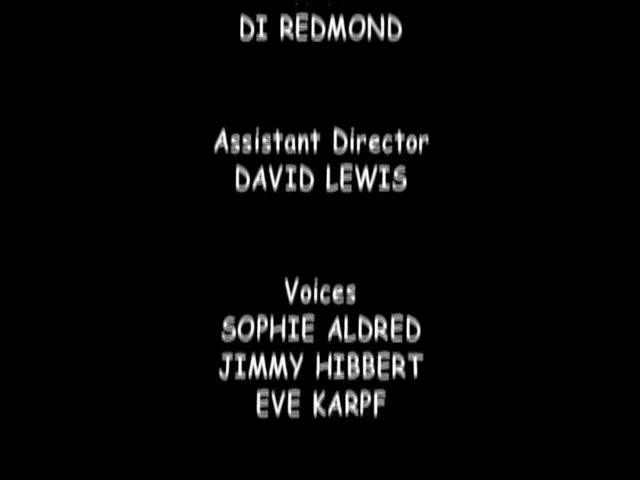 DI REDMOND
Assistant Director
DAVID LEWIS
Voices
SOPHIE ALDRED
JIMMY HIBBERT
EVE KARPF